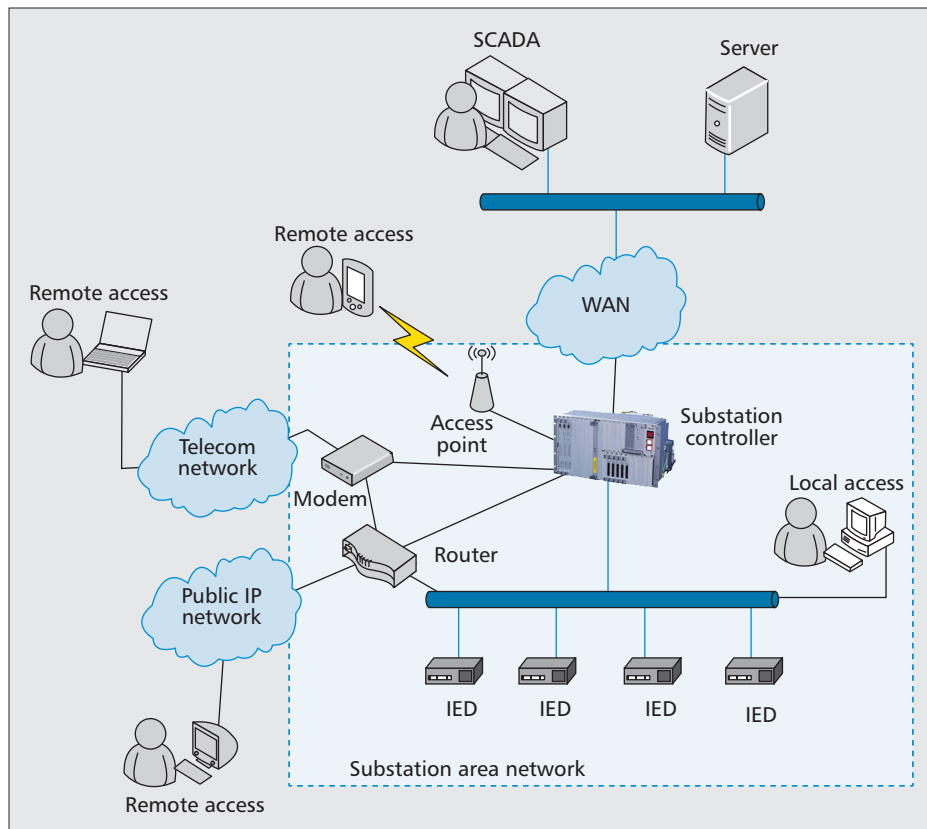 SCADA
Server
Remote access
Remote access
WAN
Access
point
Substation
controller
Telecom
network
Modem
Local access
Router
Public IP
network
IED
IED
IED
IED
Substation area network
Remote access